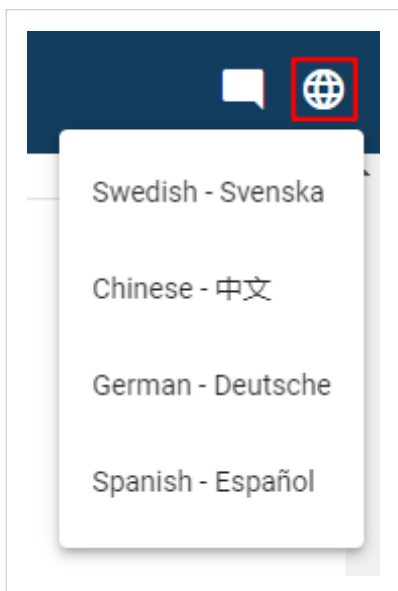 Swedish - Svenska
Chinese - 中文
German - Deutsche
Spanish - Español